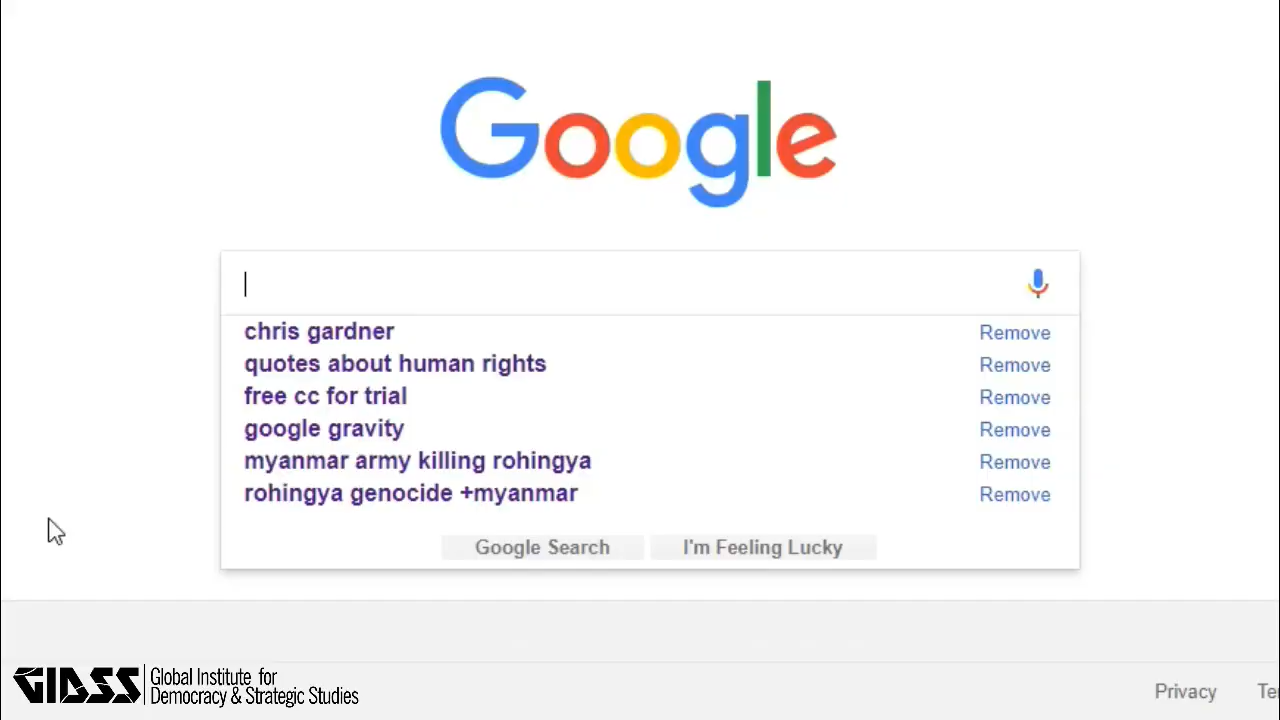 Google
chris gardner Remove
quotes about human rights Remove
free cc for trial Remove
google gravity Remove
myanmar army killing rohingya Remove
rohingya genocide +myanmar Remove
Google Search I'm Feeling Lucky
GIDSS Global Institute for
Democracy & Strategic Studies
Privacy Te